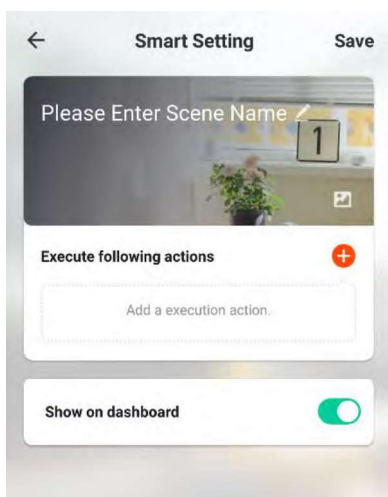 Smart Setting Save
Please Enter Scene Name
1
Execute following actions
Add a execution action.
Show on dashboard